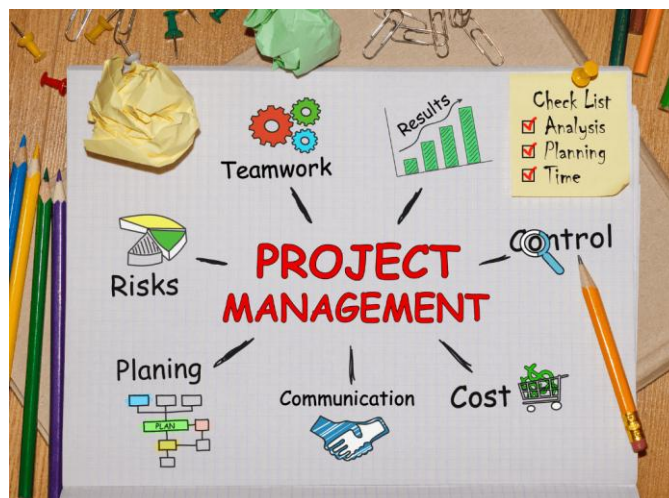 Teamwork
Results
Check List
Analysis
Planning
Time
Control
Risks
PROJECT
MANAGEMENT
Planing
PLAN
Communication
Cost